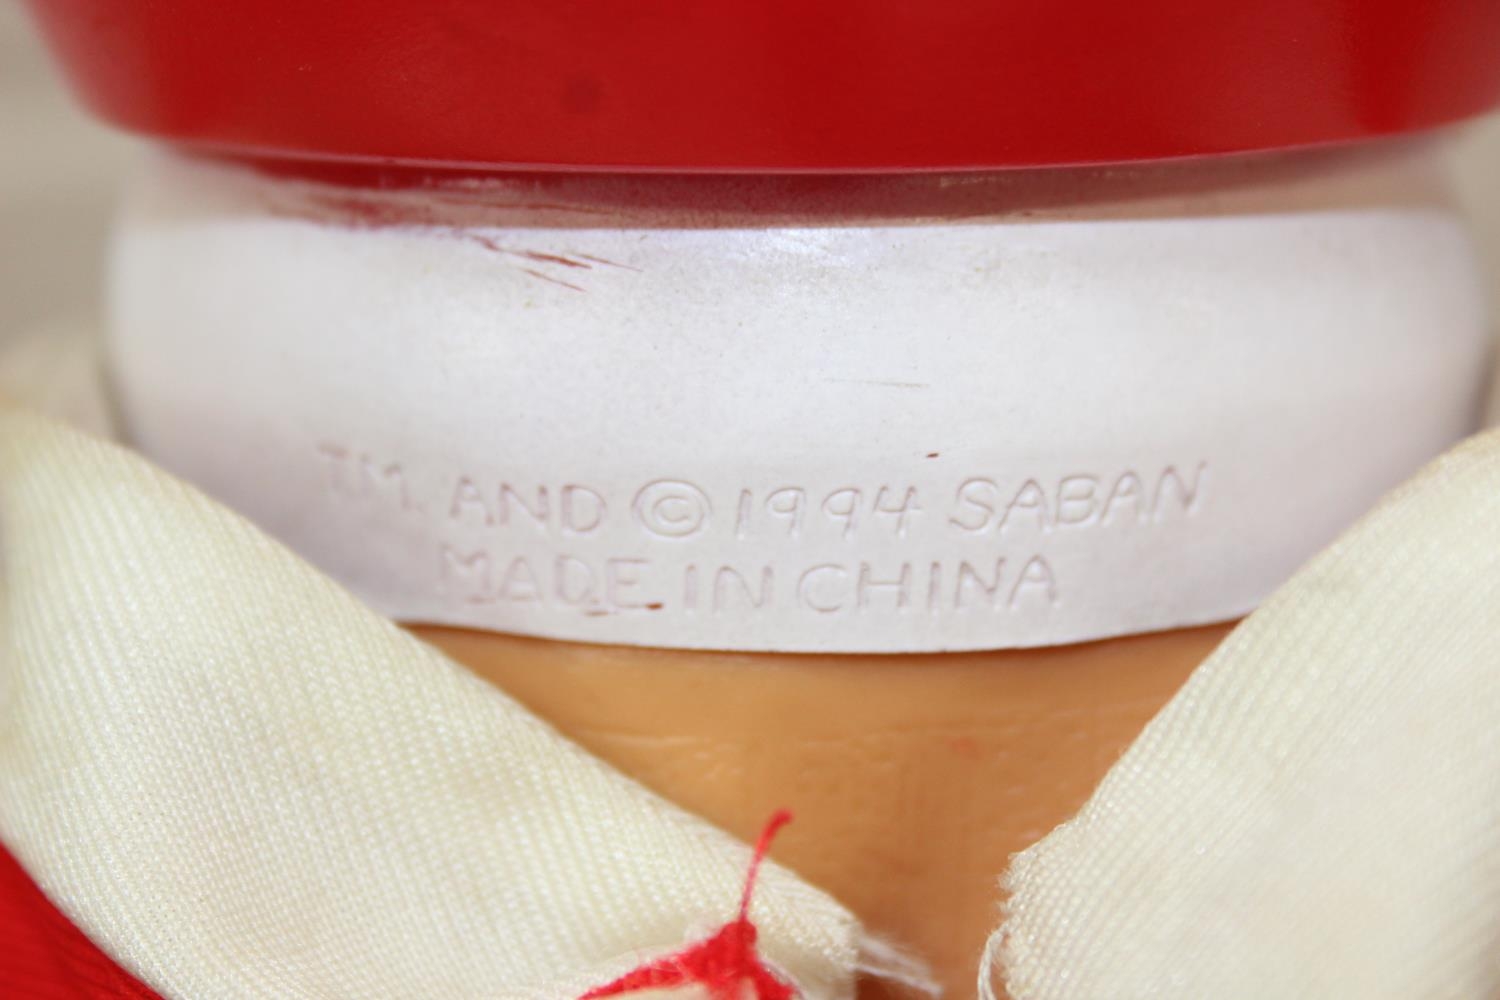 TM. AND © 1994 SABAN
MADE IN CHINA